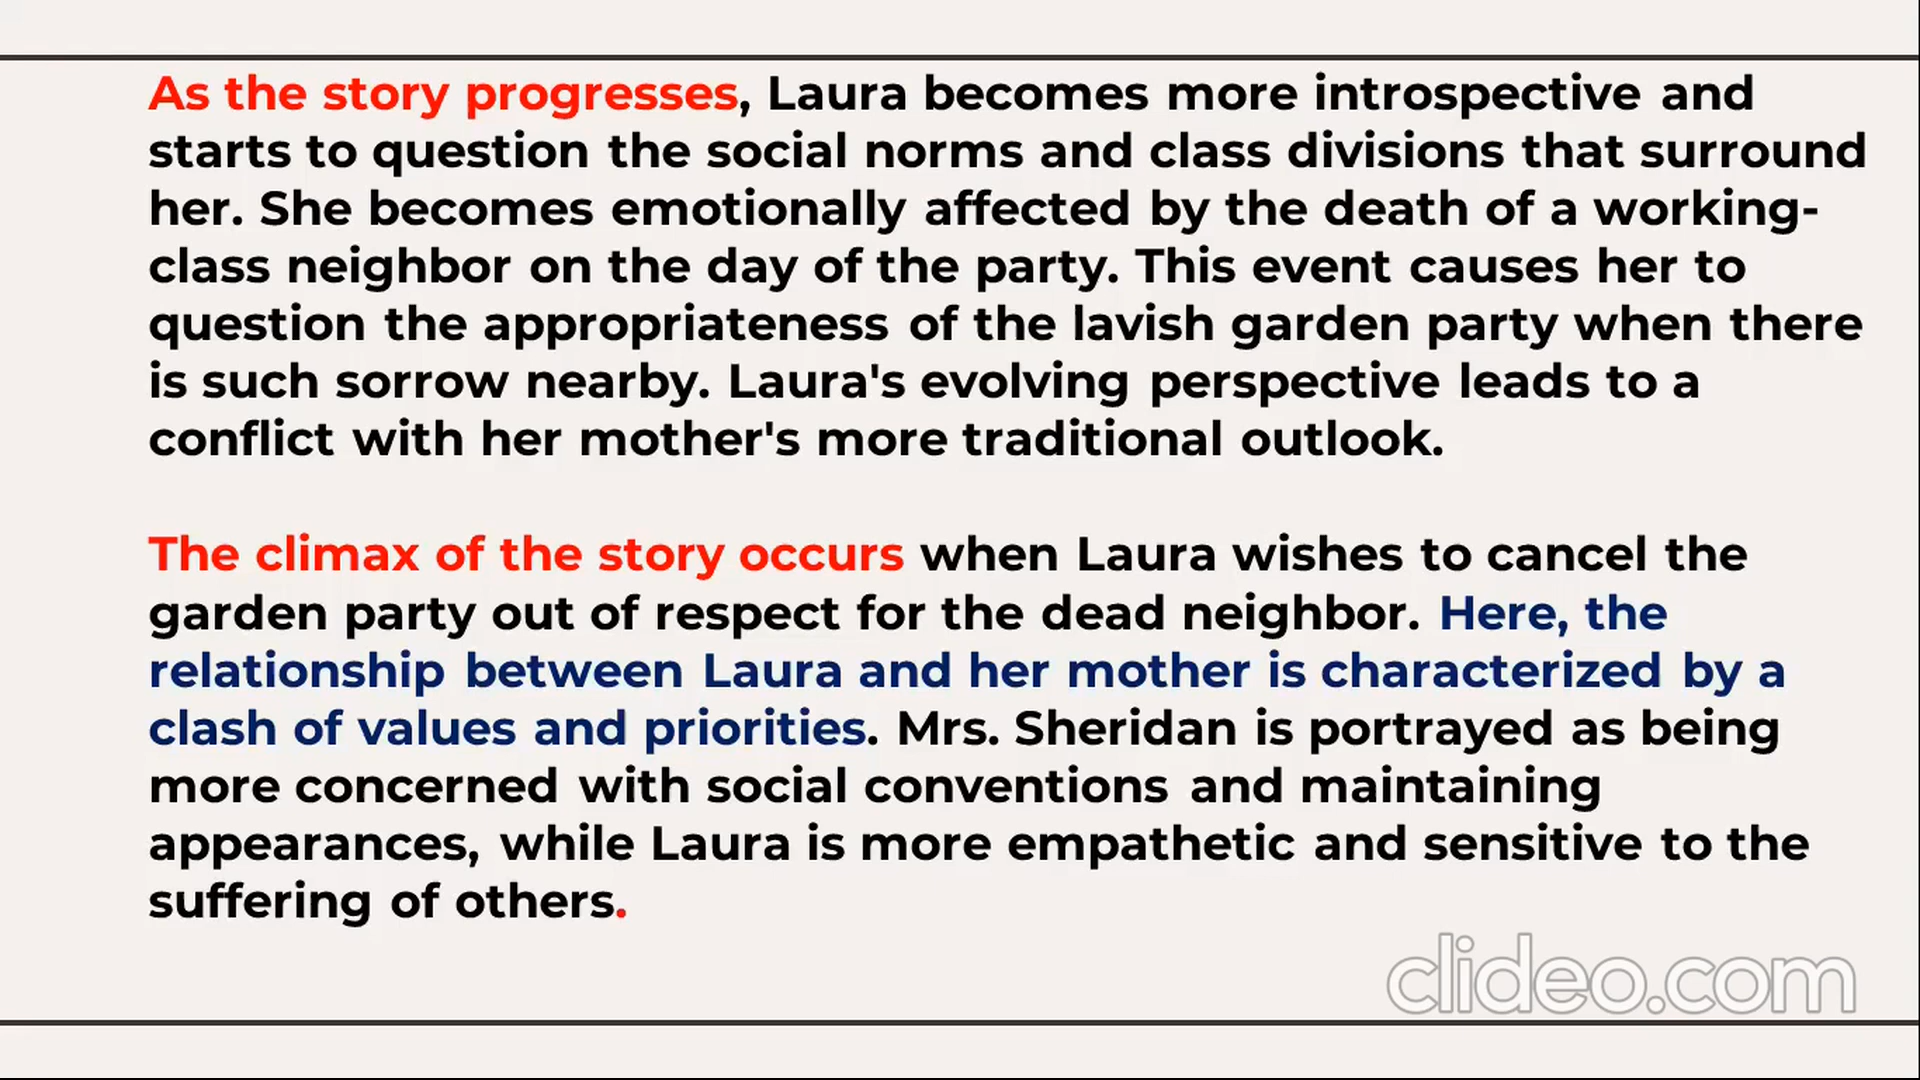 As the story progresses, Laura becomes more introspective and
starts to question the social norms and class divisions that surround
her. She becomes emotionally affected by the death of a working-
class neighbor on the day of the party. This event causes her to
question the appropriateness of the lavish garden party when there
is such sorrow nearby. Laura's evolving perspective leads to a
conflict with her mother's more traditional outlook.
The climax of the story occurs when Laura wishes to cancel the
garden party out of respect for the dead neighbor. Here, the
relationship between Laura and her mother is characterized by a
clash of values and priorities. Mrs. Sheridan is portrayed as being
more concerned with social conventions and maintaining
appearances, while Laura is more empathetic and sensitive to the
suffering of others.
clideo.com